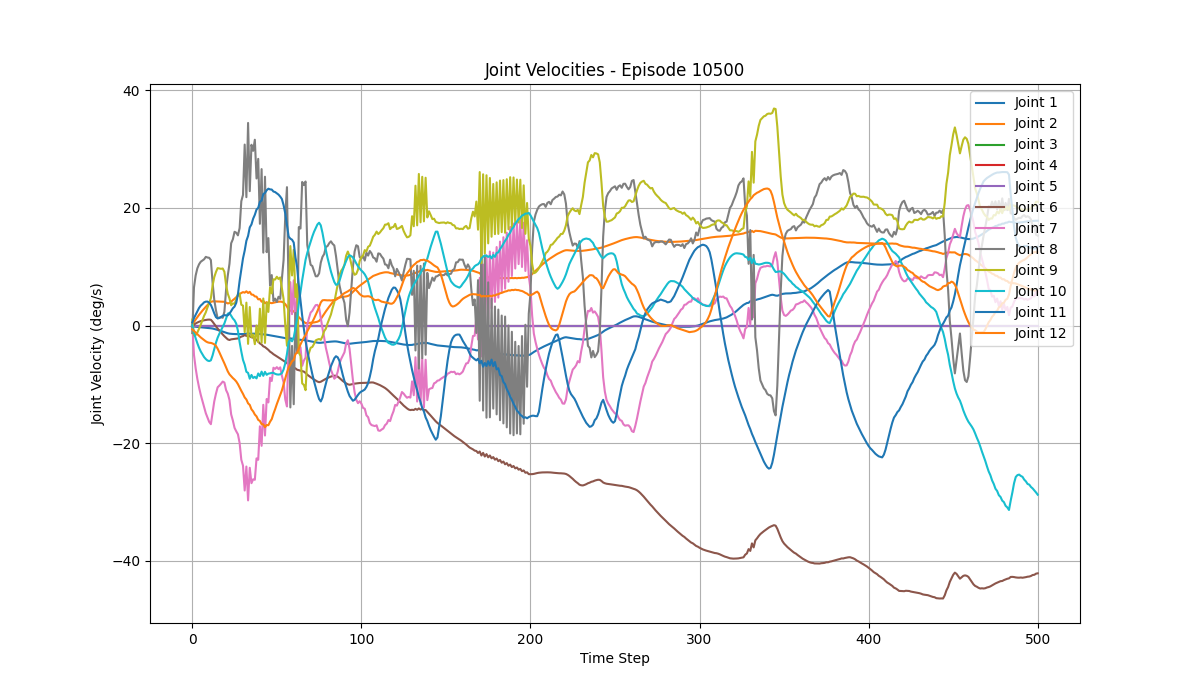 Joint Velocities - Episode 10500
Joint Velocity (deg/s)
40
20
0
−20
−40
0
100
200
300
400
500
Time Step
Joint 1
Joint 2
Joint 3
Joint 4
Joint 5
Joint 6
Joint 7
Joint 8
Joint 9
Joint 10
Joint 11
Joint 12